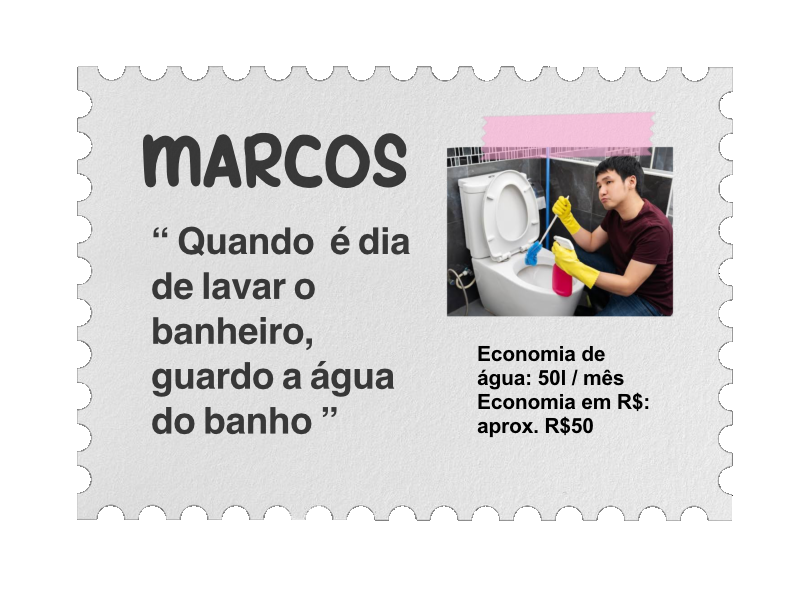 MARCOS
“ Quando é dia
de lavar o
banheiro,
guardo a água
do banho ”
Economia de
água: 50l / mês
Economia em R$:
aprox. R$50